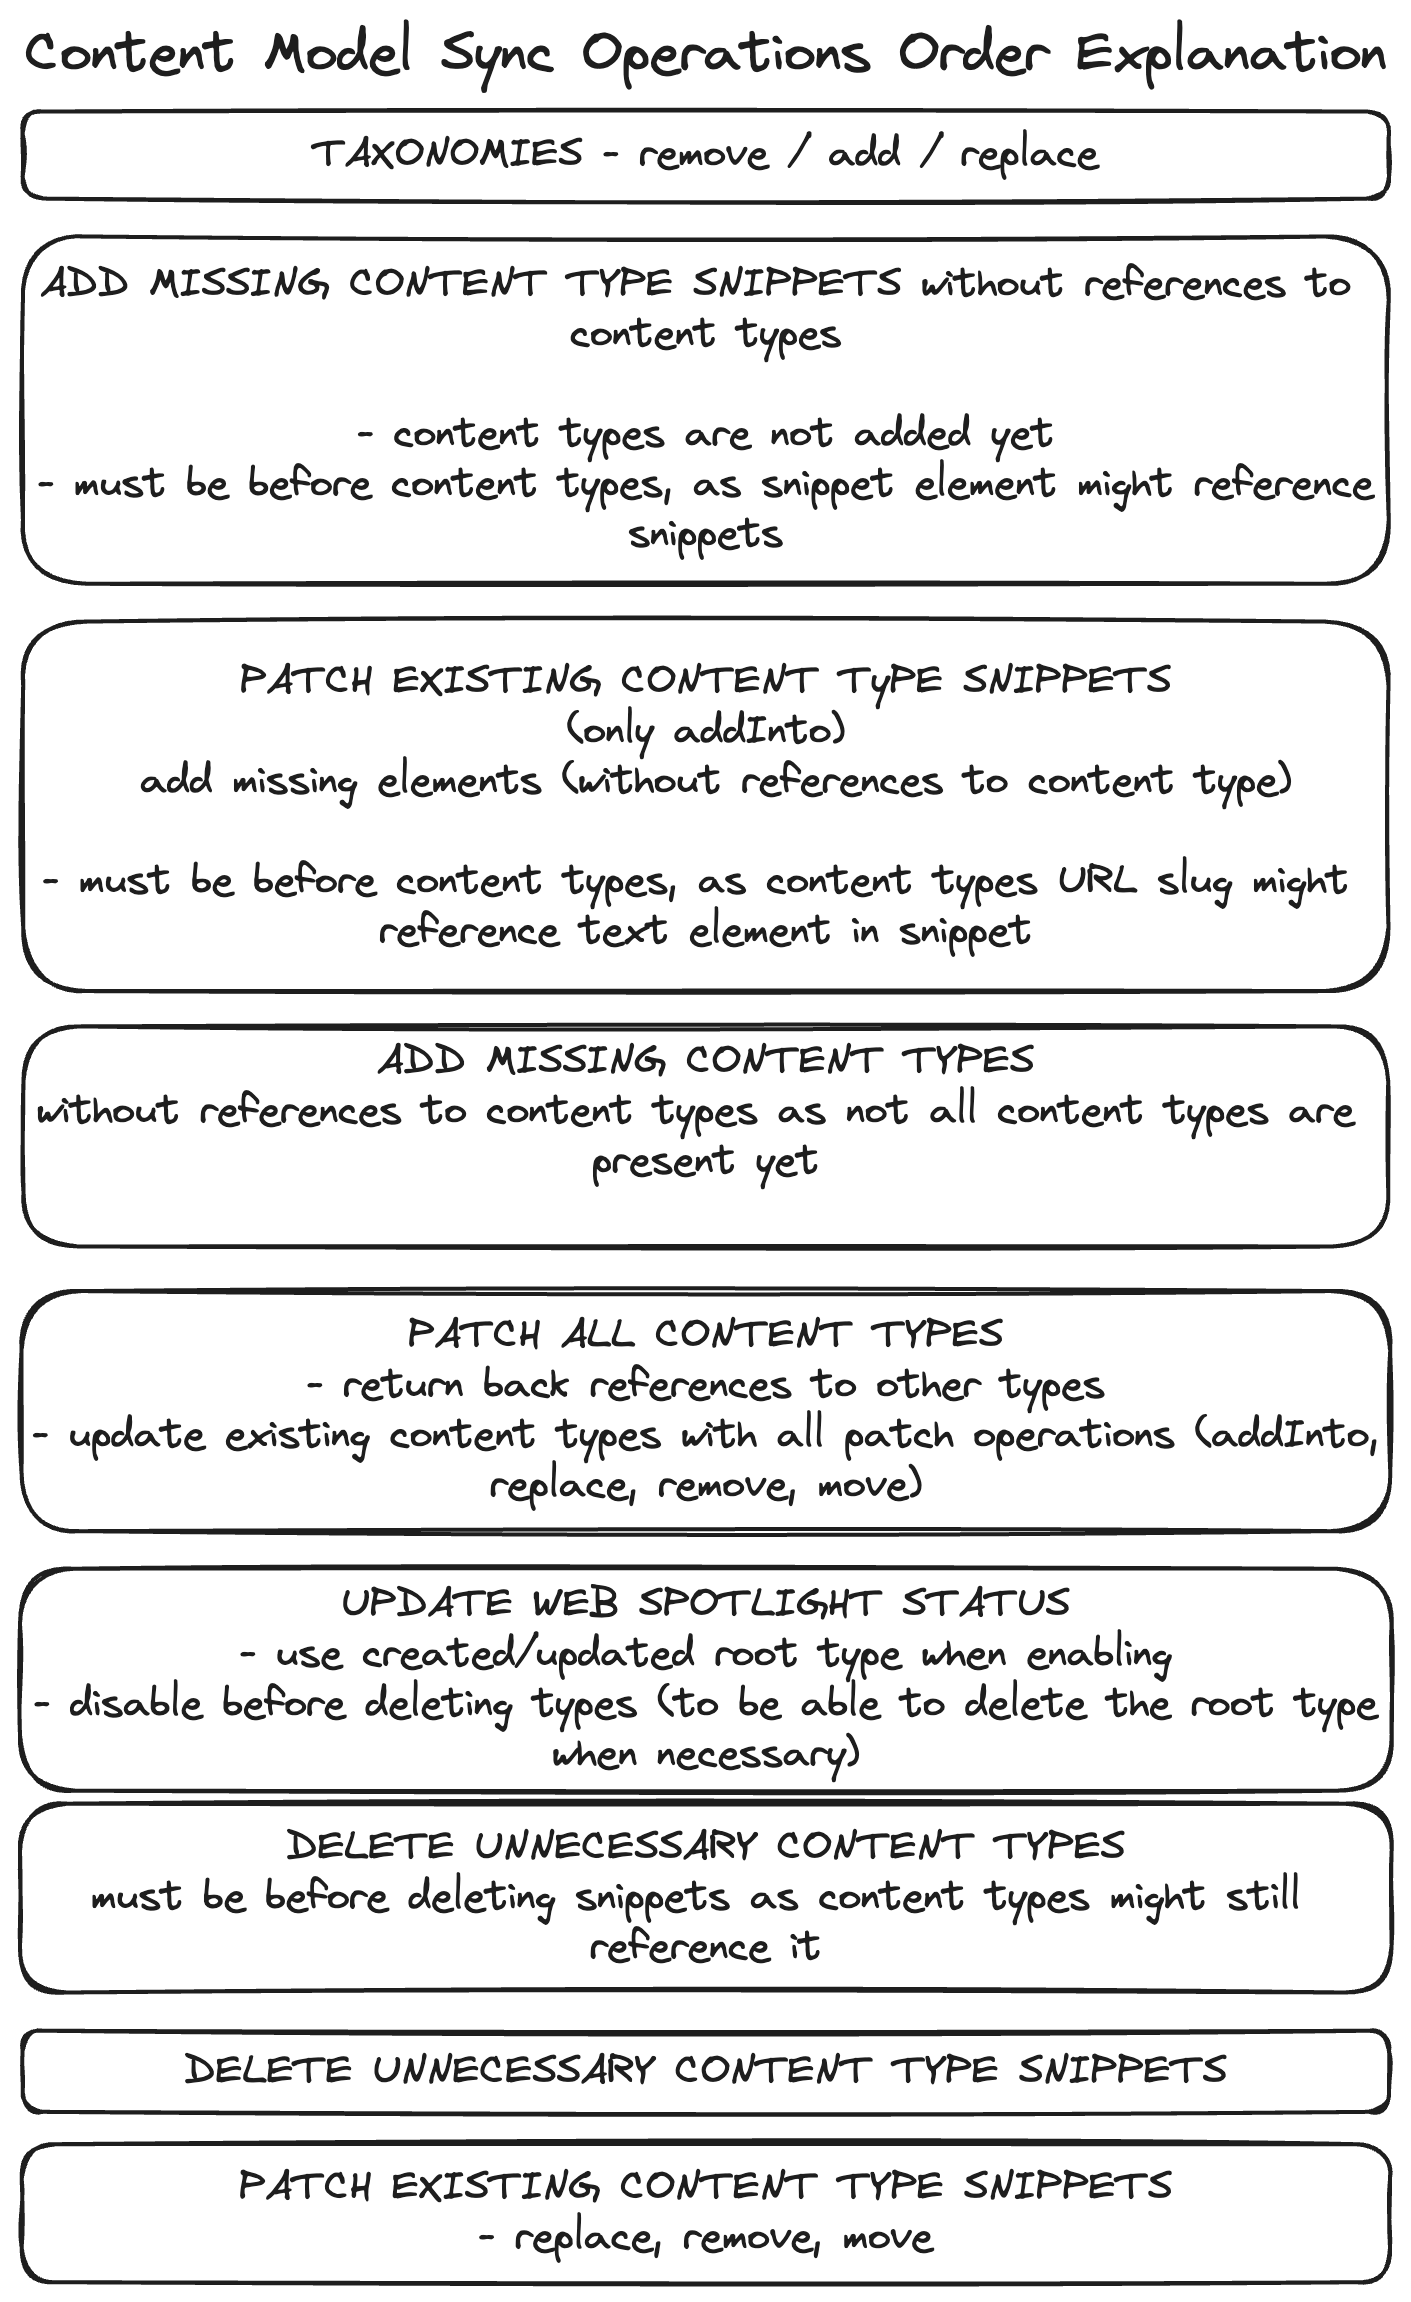 Content Model Sync Operations Order Explanation
TAXONOMIES - remove / add / replace
ADD MISSING CONTENT TYPE SNIPPETS without references to
content types
- content types are not added yet
- must be before content types, as snippet element might reference
snippets
PATCH EXISTING CONTENT TyPE SNIPPETS
(only addInto)
add missing elements (without references to content type)
- must be before content types, as content types URL slug might
reference text element in snippet
ADD MISSING CONTENT TYPES
without references to content types as not all content types are
present yet
PATCH ALL CONTENT TYPES
- return back references to other types
- update existing content types with all patch operations (addInto,
replace, remove, move)
UPDATE WEB SPOTLIGHT STATUS
- use created/updated root type when enabling
- disable before deleting types (to be able to delete the root type
when necessary)
DELETE UNNECESSARY CONTENT TYPES
must be before deleting snippets as content types might still
reference it
DELETE UNNECESSARY CONTENT TYPE SNIPPETS
PATCH EXISTING CONTENT TYPE SNIPPETS
- replace, remove, move